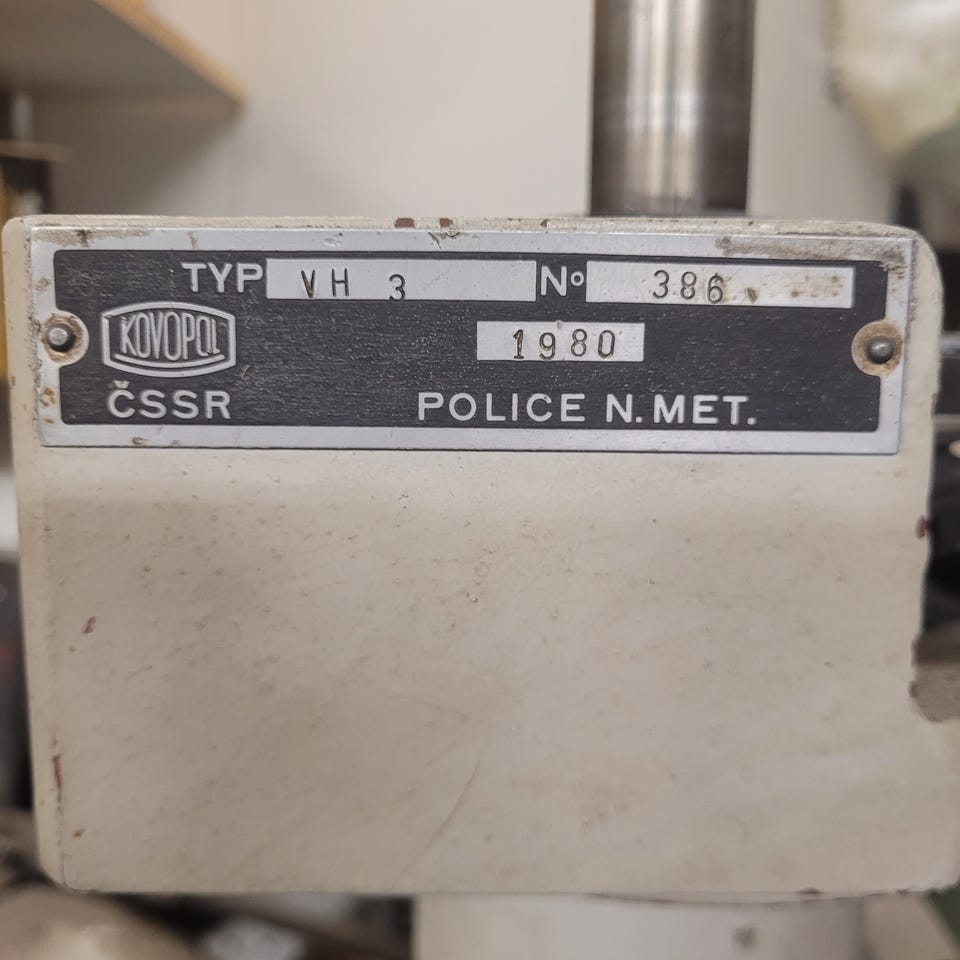 TYP VH 3 Nº 386
KOVOPOL 1980
ČSSR POLICE N. MET.